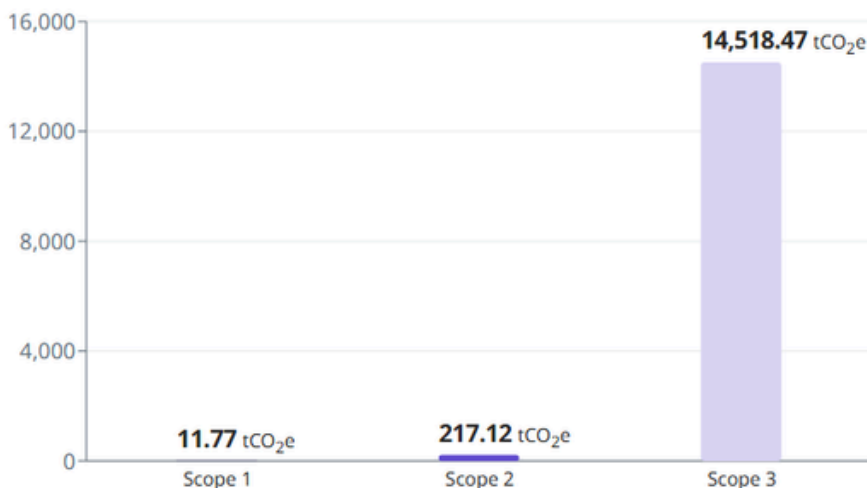 16,000
14,518.47 tCO₂e
12,000
8,000
4,000
11.77 tCO₂e
217.12 tCO₂e
0
Scope 1
Scope 2
Scope 3